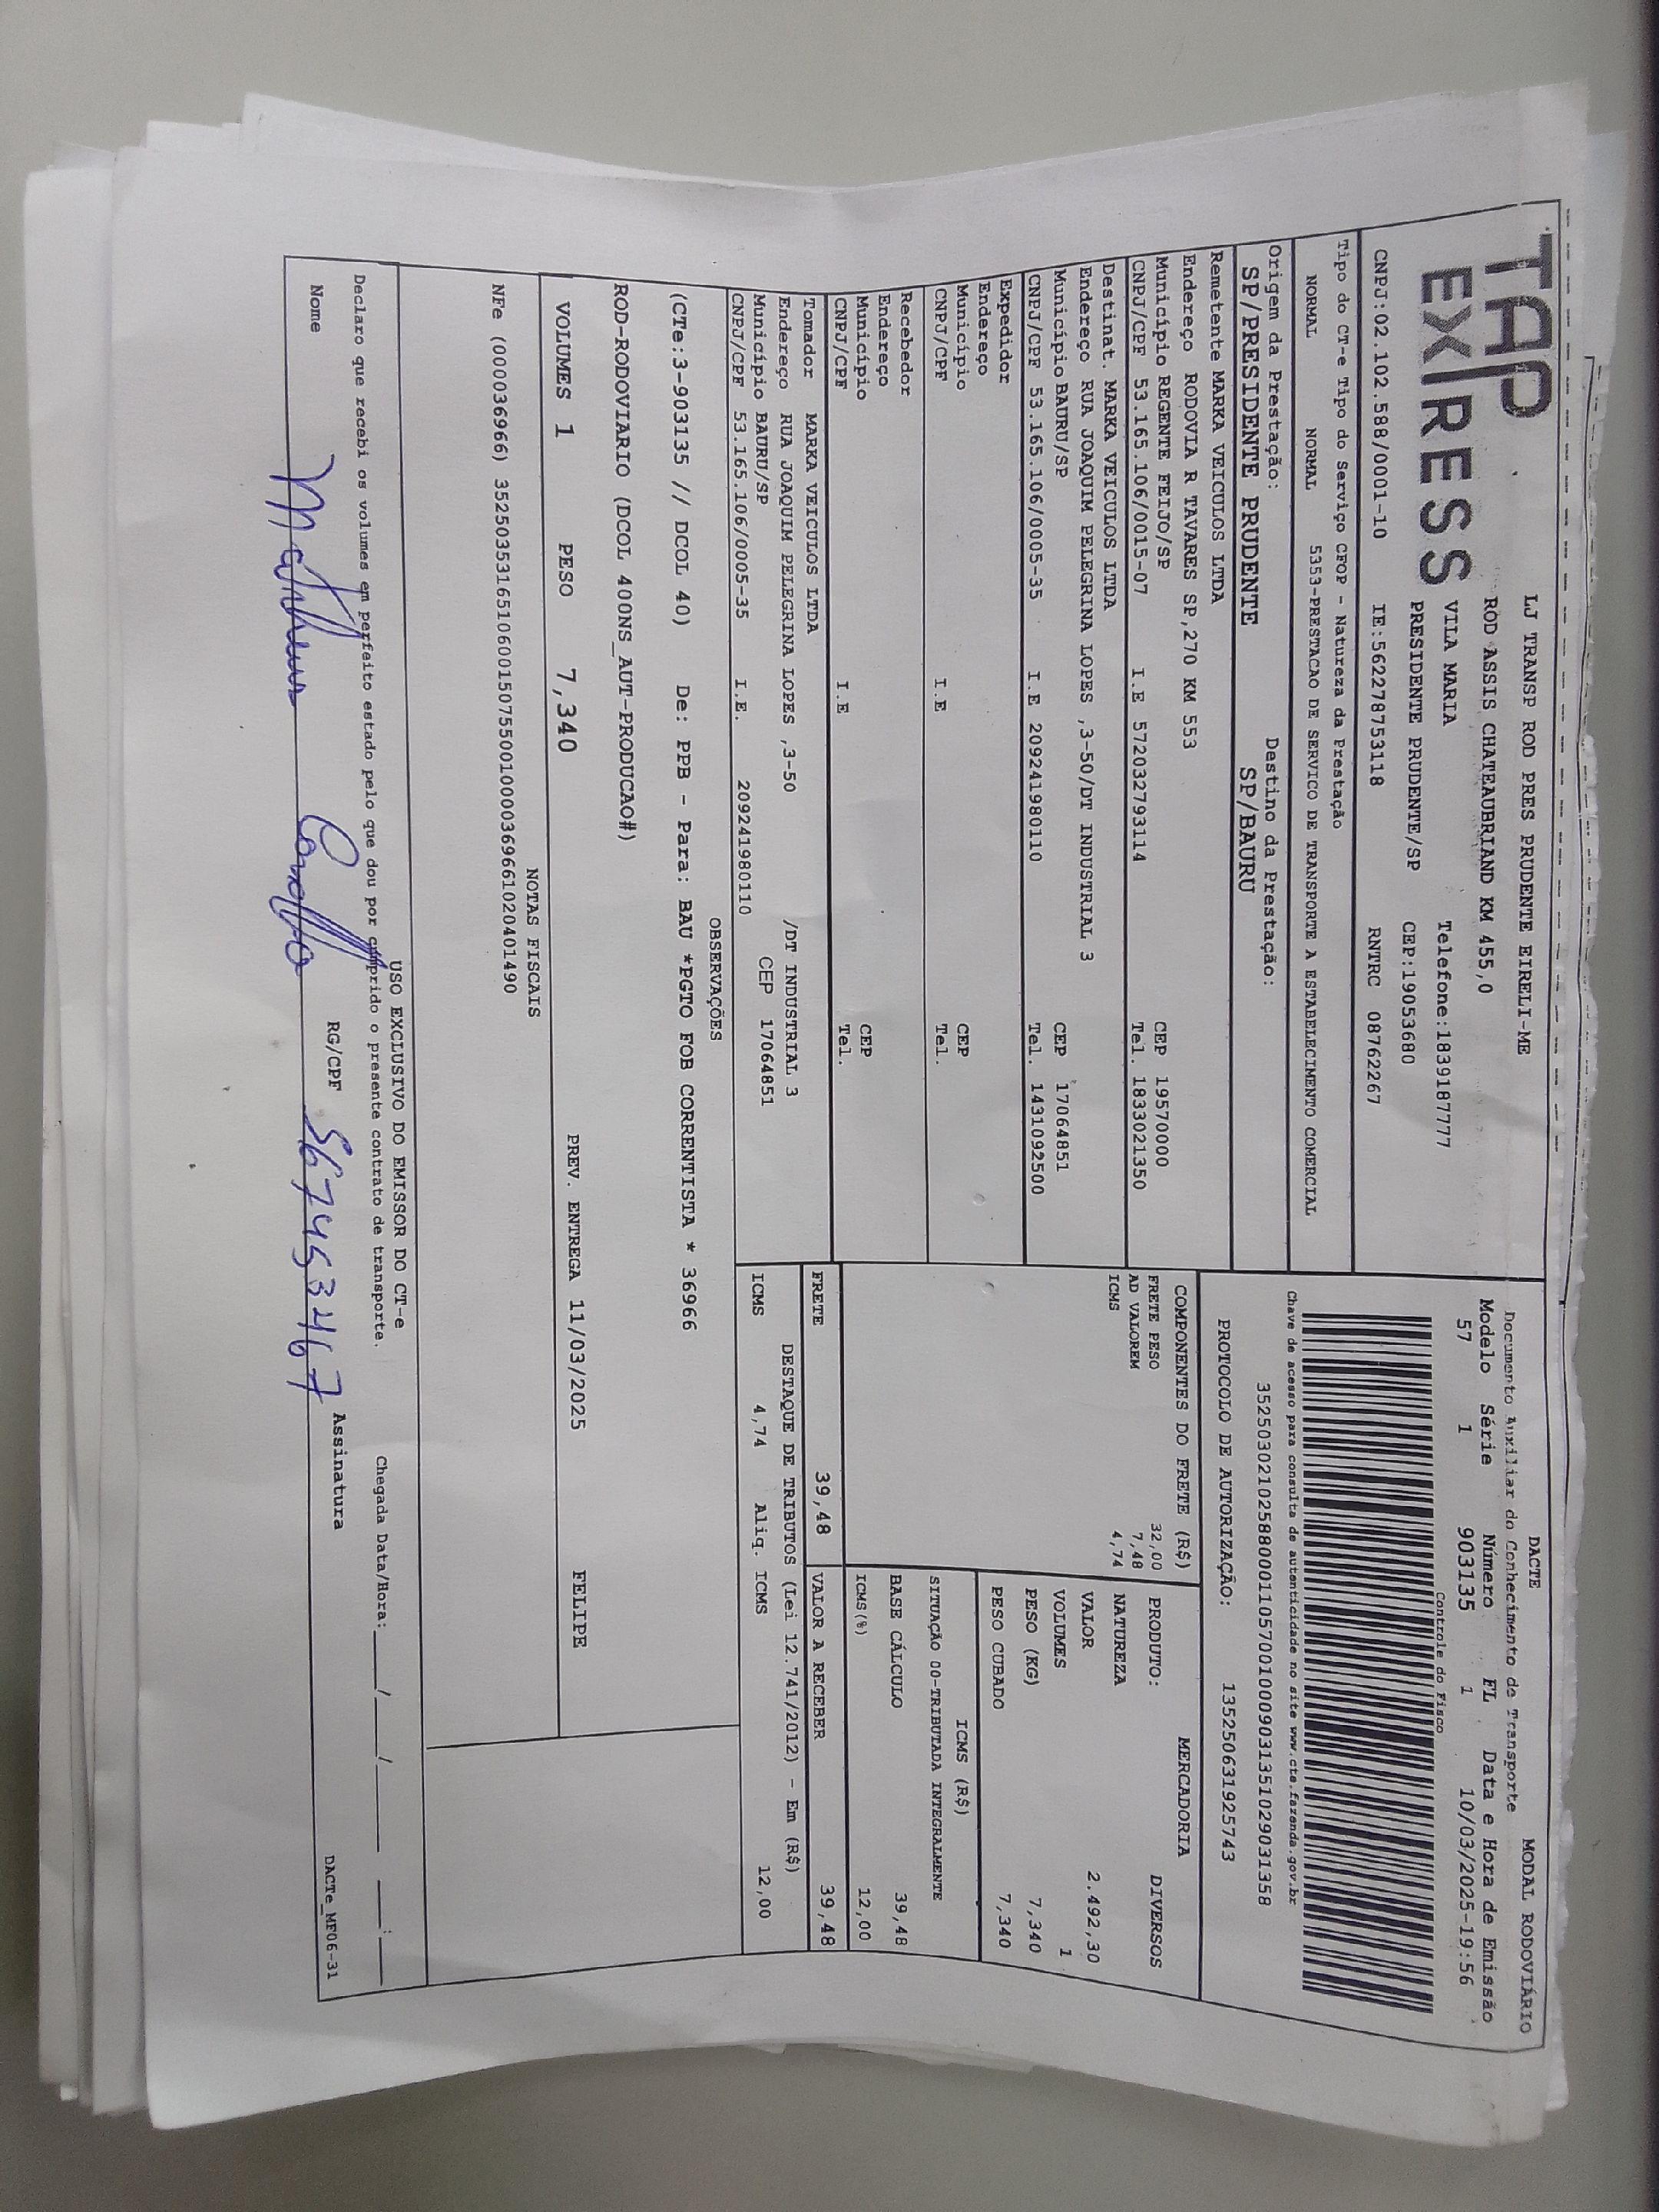 TAP
EXPRESS
LJ TRANSP ROD PRES PRUDENTE EIRELI-ME
ROD ASSIS CHATEAUBRIAND KM 455,0
VILA MARIA Telefone:1839187777
PRESIDENTE PRUDENTE/SP CEP:19053680
CNPJ:02.102.588/0001-10 IE:562278753118 RNTRC 08762267
DACTE MODAL RODOVIÁRIO
Documento Auxiliar do Conhecimento de Transporte
Modelo Série Número FL Data e Hora de Emissão
57 1 903135 1 10/03/2025-19:56
Controle do Fisco
Chave de acesso para consulta de autenticidade no site www.cte.fazenda.gov.br
35250302102588000110570010009031351029031358
PROTOCOLO DE AUTORIZAÇÃO: 135250631925743
Tipo do CT-e Tipo do Serviço CFOP - Natureza da Prestação
NORMAL NORMAL 5353-PRESTACAO DE SERVICO DE TRANSPORTE A ESTABELECIMENTO COMERCIAL
Origem da Prestação: Destino da Prestação:
SP/PRESIDENTE PRUDENTE SP/BAURU
Remetente MARKA VEICULOS LTDA
Endereço RODOVIA R TAVARES SP,270 KM 553
Município REGENTE FEIJO/SP CEP 19570000
CNPJ/CPF 53.165.106/0015-07 I.E 572032793114 Tel. 1833021350
Destinat. MARKA VEICULOS LTDA
Endereço RUA JOAQUIM PELEGRINA LOPES ,3-50/DT INDUSTRIAL 3
Município BAURU/SP CEP 17064851
CNPJ/CPF 53.165.106/0005-35 I.E 209241980110 Tel. 1431092500
Expedidor
Endereço
Município CEP
CNPJ/CPF I.E Tel.
Recebedor
Endereço
Município CEP
CNPJ/CPF I.E Tel.
Tomador MARKA VEICULOS LTDA
Endereço RUA JOAQUIM PELEGRINA LOPES ,3-50 /DT INDUSTRIAL 3
Município BAURU/SP CEP 17064851
CNPJ/CPF 53.165.106/0005-35 I.E. 209241980110
COMPONENTES DO FRETE (R$)
FRETE PESO 32,00
AD VALOREM 7,48
ICMS 4,74
MERCADORIA
PRODUTO: DIVERSOS
NATUREZA
VALOR 2.492,30
VOLUMES 1
PESO (KG) 7,340
PESO CUBADO 7,340
ICMS (R$)
SITUAÇÃO 00-TRIBUTADA INTEGRALMENTE
BASE CÁLCULO 39,48
ICMS(%) 12,00
FRETE 39,48 VALOR A RECEBER 39,48
DESTAQUE DE TRIBUTOS (Lei 12.741/2012) - Em (R$)
ICMS 4,74 Aliq. ICMS 12,00
OBSERVAÇÕES
(CTe:3-903135 // DCOL 40) De: PPB - Para: BAU *PGTO FOB CORRENTISTA * 36966
ROD-RODOVIARIO (DCOL 400NS_AUT-PRODUCAO#)
VOLUMES 1 PESO 7,340 PREV. ENTREGA 11/03/2025 FELIPE
NOTAS FISCAIS
NFe (000036966) 35250353165106001507550010000369661020401490
USO EXCLUSIVO DO EMISSOR DO CT-e
Declaro que recebi os volumes em perfeito estado pelo que dou por cumprido o presente contrato de transporte. Chegada Data/Hora: ___/___/___ __:__
Nome Matheus RG/CPF 567453467 Assinatura
DACTe_MF06-31